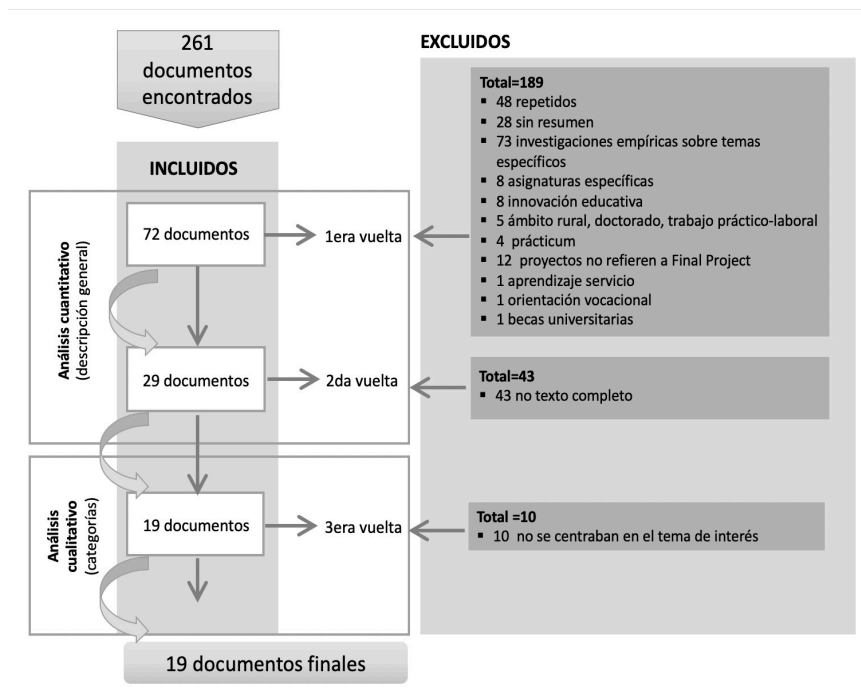 261
documentos
encontrados
EXCLUIDOS
Total=189
▪ 48 repetidos
▪ 28 sin resumen
▪ 73 investigaciones empíricas sobre temas
específicos
▪ 8 asignaturas específicas
▪ 8 innovación educativa
▪ 5 ámbito rural, doctorado, trabajo práctico-laboral
▪ 4 prácticum
▪ 12 proyectos no refieren a Final Project
▪ 1 aprendizaje servicio
▪ 1 orientación vocacional
▪ 1 becas universitarias
INCLUIDOS
Análisis cuantitativo
(descripción general)
72 documentos
1era vuelta
29 documentos
2da vuelta
Total=43
▪ 43 no texto completo
Análisis
cualitativo
(categorías)
19 documentos
3era vuelta
Total =10
▪ 10 no se centraban en el tema de interés
19 documentos finales